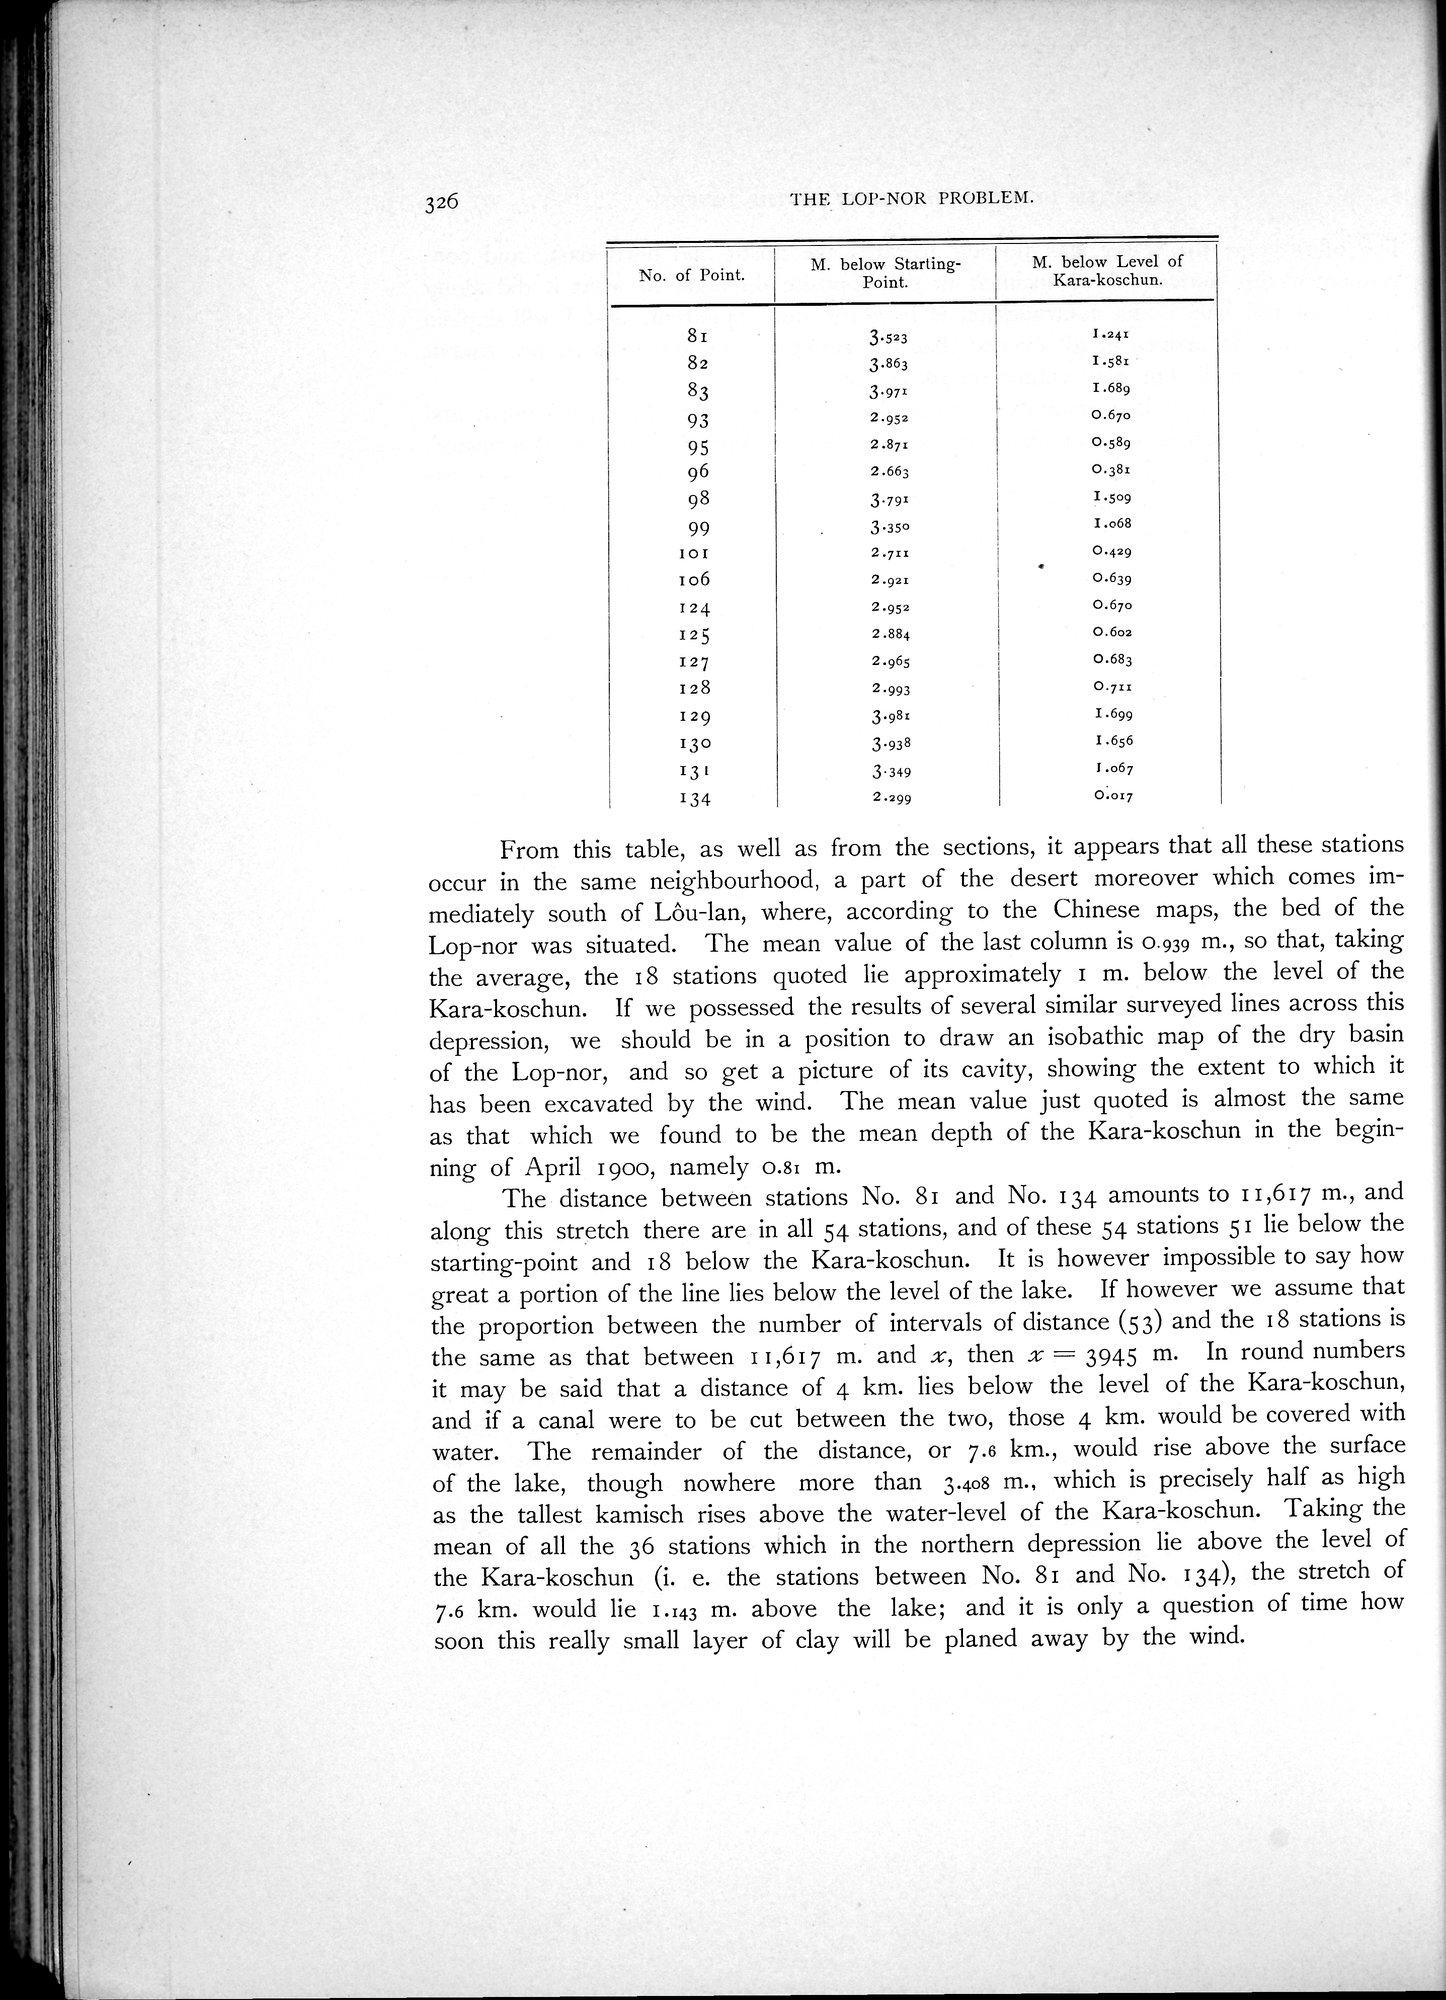 326 THE LOP-NOR PROBLEM.
No. of Point. M. below Starting-Point. M. below Level of Kara-koschun.
81 3.523 1.241
82 3.863 1.581
83 3.971 1.689
93 2.952 0.670
95 2.871 0.589
96 2.663 0.381
98 3.791 1.509
99 3.350 1.068
101 2.711 0.429
106 2.921 0.639
124 2.952 0.670
125 2.884 0.602
127 2.965 0.683
128 2.993 0.711
129 3.981 1.699
130 3.938 1.656
131 3.349 1.067
134 2.299 0.017
From this table, as well as from the sections, it appears that all these stations
occur in the same neighbourhood, a part of the desert moreover which comes im-
mediately south of Lôu-lan, where, according to the Chinese maps, the bed of the
Lop-nor was situated. The mean value of the last column is 0.939 m., so that, taking
the average, the 18 stations quoted lie approximately 1 m. below the level of the
Kara-koschun. If we possessed the results of several similar surveyed lines across this
depression, we should be in a position to draw an isobathic map of the dry basin
of the Lop-nor, and so get a picture of its cavity, showing the extent to which it
has been excavated by the wind. The mean value just quoted is almost the same
as that which we found to be the mean depth of the Kara-koschun in the begin-
ning of April 1900, namely 0.81 m.
The distance between stations No. 81 and No. 134 amounts to 11,617 m., and
along this stretch there are in all 54 stations, and of these 54 stations 51 lie below the
starting-point and 18 below the Kara-koschun. It is however impossible to say how
great a portion of the line lies below the level of the lake. If however we assume that
the proportion between the number of intervals of distance (53) and the 18 stations is
the same as that between 11,617 m. and x, then x = 3945 m. In round numbers
it may be said that a distance of 4 km. lies below the level of the Kara-koschun,
and if a canal were to be cut between the two, those 4 km. would be covered with
water. The remainder of the distance, or 7.6 km., would rise above the surface
of the lake, though nowhere more than 3.408 m., which is precisely half as high
as the tallest kamisch rises above the water-level of the Kara-koschun. Taking the
mean of all the 36 stations which in the northern depression lie above the level of
the Kara-koschun (i. e. the stations between No. 81 and No. 134), the stretch of
7.6 km. would lie 1.143 m. above the lake; and it is only a question of time how
soon this really small layer of clay will be planed away by the wind.